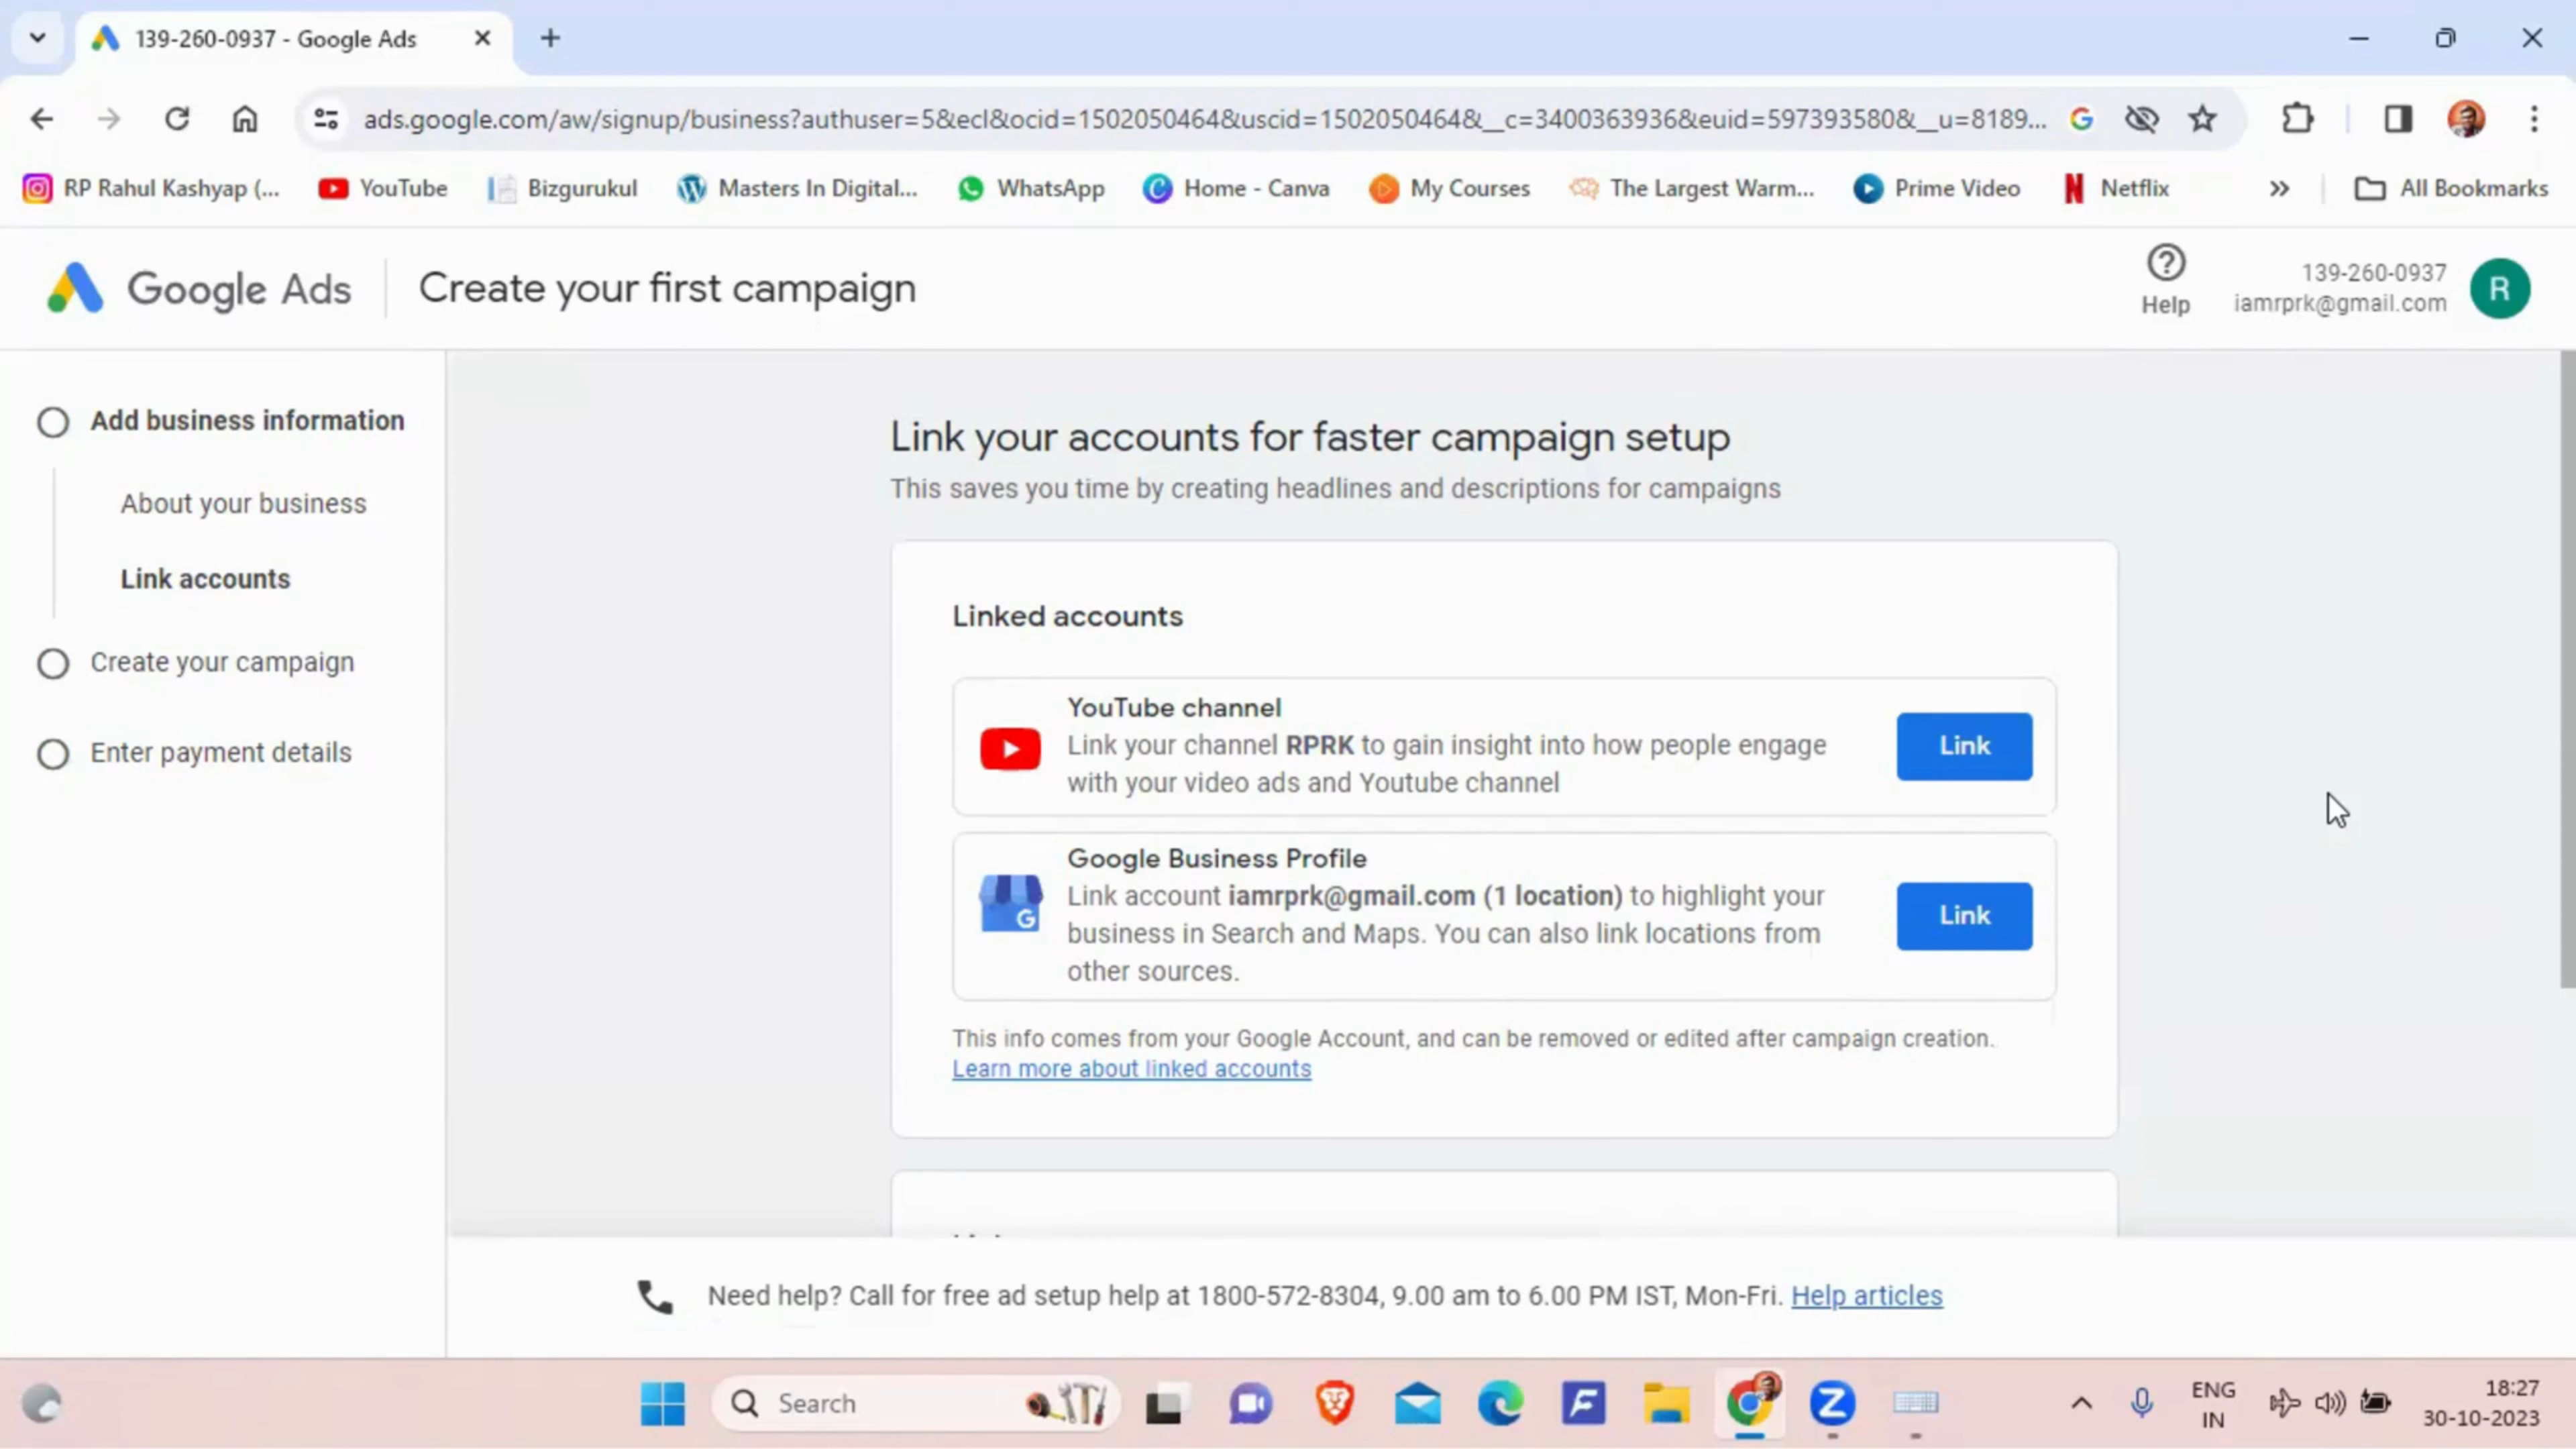 139-260-0937 - Google Ads
ads.google.com/aw/signup/business?authuser=5&ecl&ocid=1502050464&uscid=1502050464&__c=3400363936&euid=597393580&__u=8189...
RP Rahul Kashyap (...
YouTube
Bizgurukul
Masters In Digital...
WhatsApp
Home - Canva
My Courses
The Largest Warm...
Prime Video
Netflix
All Bookmarks
Google Ads
Create your first campaign
Help
139-260-0937
iamrprk@gmail.com
R
Add business information
About your business
Link accounts
Create your campaign
Enter payment details
Link your accounts for faster campaign setup
This saves you time by creating headlines and descriptions for campaigns
Linked accounts
YouTube channel
Link your channel RPRK to gain insight into how people engage
with your video ads and Youtube channel
Link
Google Business Profile
Link account iamrprk@gmail.com (1 location) to highlight your
business in Search and Maps. You can also link locations from
other sources.
Link
This info comes from your Google Account, and can be removed or edited after campaign creation.
Learn more about linked accounts
Need help? Call for free ad setup help at 1800-572-8304, 9.00 am to 6.00 PM IST, Mon-Fri. Help articles
Search
ENG
IN
18:27
30-10-2023